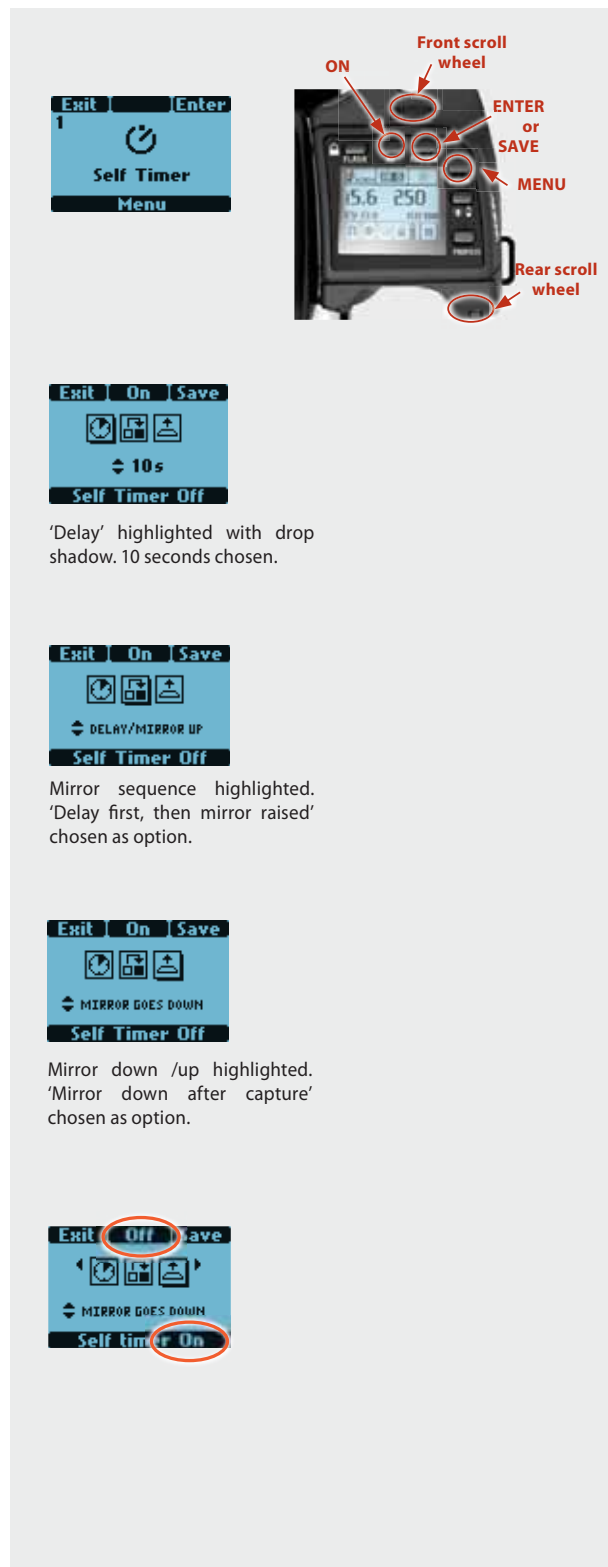 Front scroll
wheel
ON
ENTER
or
SAVE
MENU
Rear scroll
wheel
Exit Enter
1
Self Timer
Menu
FLASH
5.6 250
Exit On Save
10s
Self Timer Off
‘Delay’ highlighted with drop
shadow. 10 seconds chosen.
Exit On Save
DELAY/MIRROR UP
Self Timer Off
Mirror sequence highlighted.
‘Delay first, then mirror raised’
chosen as option.
Exit On Save
MIRROR GOES DOWN
Self Timer Off
Mirror down /up highlighted.
‘Mirror down after capture’
chosen as option.
Exit Off Save
MIRROR GOES DOWN
Self timer On